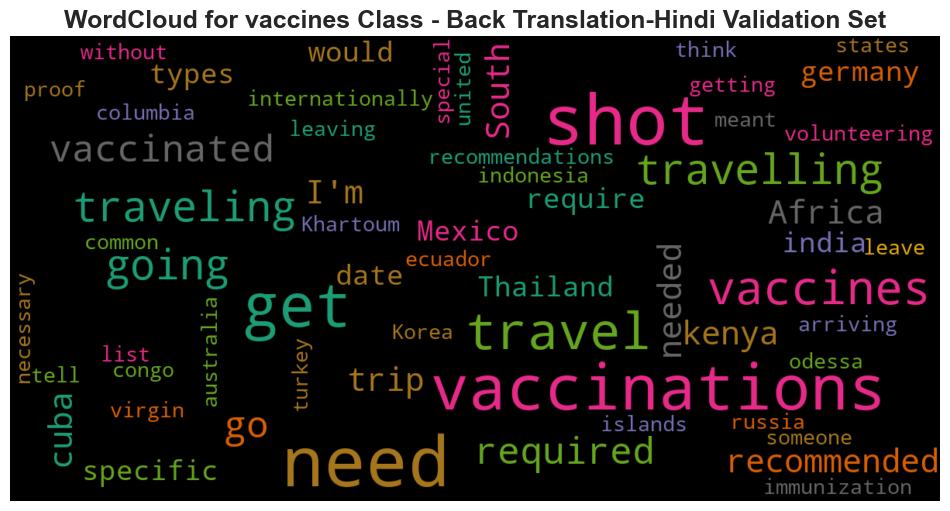 WordCloud for vaccines Class - Back Translation-Hindi Validation Set
without
types
would
special
united
South
think
states
proof
columbia
internationally
leaving
shot
getting
germany
meant
volunteering
vaccinated
recommendations
indonesia
travelling
traveling
I'm
Khartoum
require
Africa
common
going
Mexico
ecuador
india
leave
date
Thailand
needed
vaccines
necessary
get
australia
turkey
Korea
travel
kenya
arriving
list
tell
congo
trip
vaccinations
odessa
cuba
virgin
go
islands
russia
someone
specific
need
required
recommended
immunization